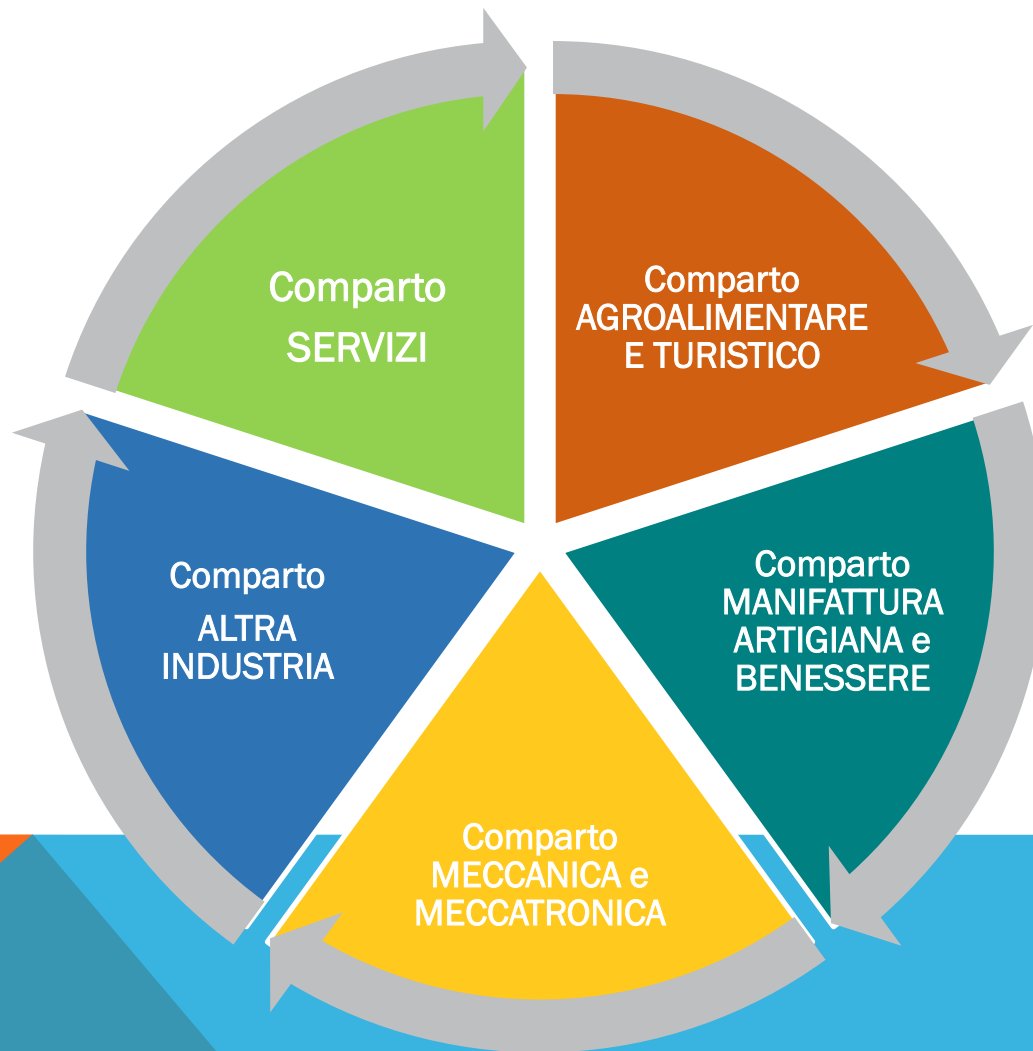 Comparto
SERVIZI
Comparto
AGROALIMENTARE
E TURISTICO
Comparto
MANIFATTURA
ARTIGIANA e
BENESSERE
Comparto
MECCANICA e
MECCATRONICA
Comparto
ALTRA
INDUSTRIA